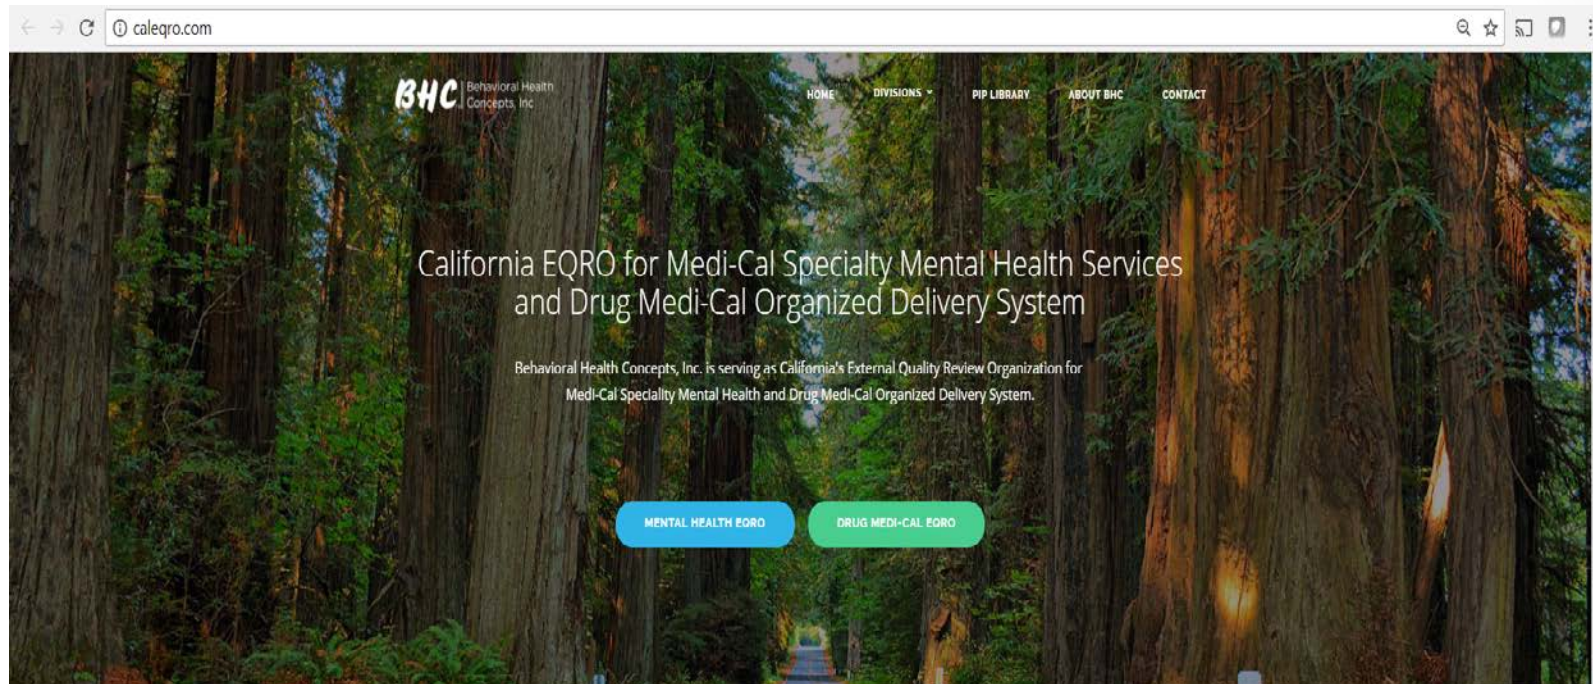 caleqro.com
BHC Behavioral Health
Concepts, Inc
HOME DIVISIONS PIP LIBRARY ABOUT BHC CONTACT
California EQRO for Medi-Cal Specialty Mental Health Services
and Drug Medi-Cal Organized Delivery System
Behavioral Health Concepts, Inc. is serving as California's External Quality Review Organization for
Medi-Cal Speciality Mental Health and Drug Medi-Cal Organized Delivery System.
MENTAL HEALTH EQRO DRUG MEDI-CAL EQRO